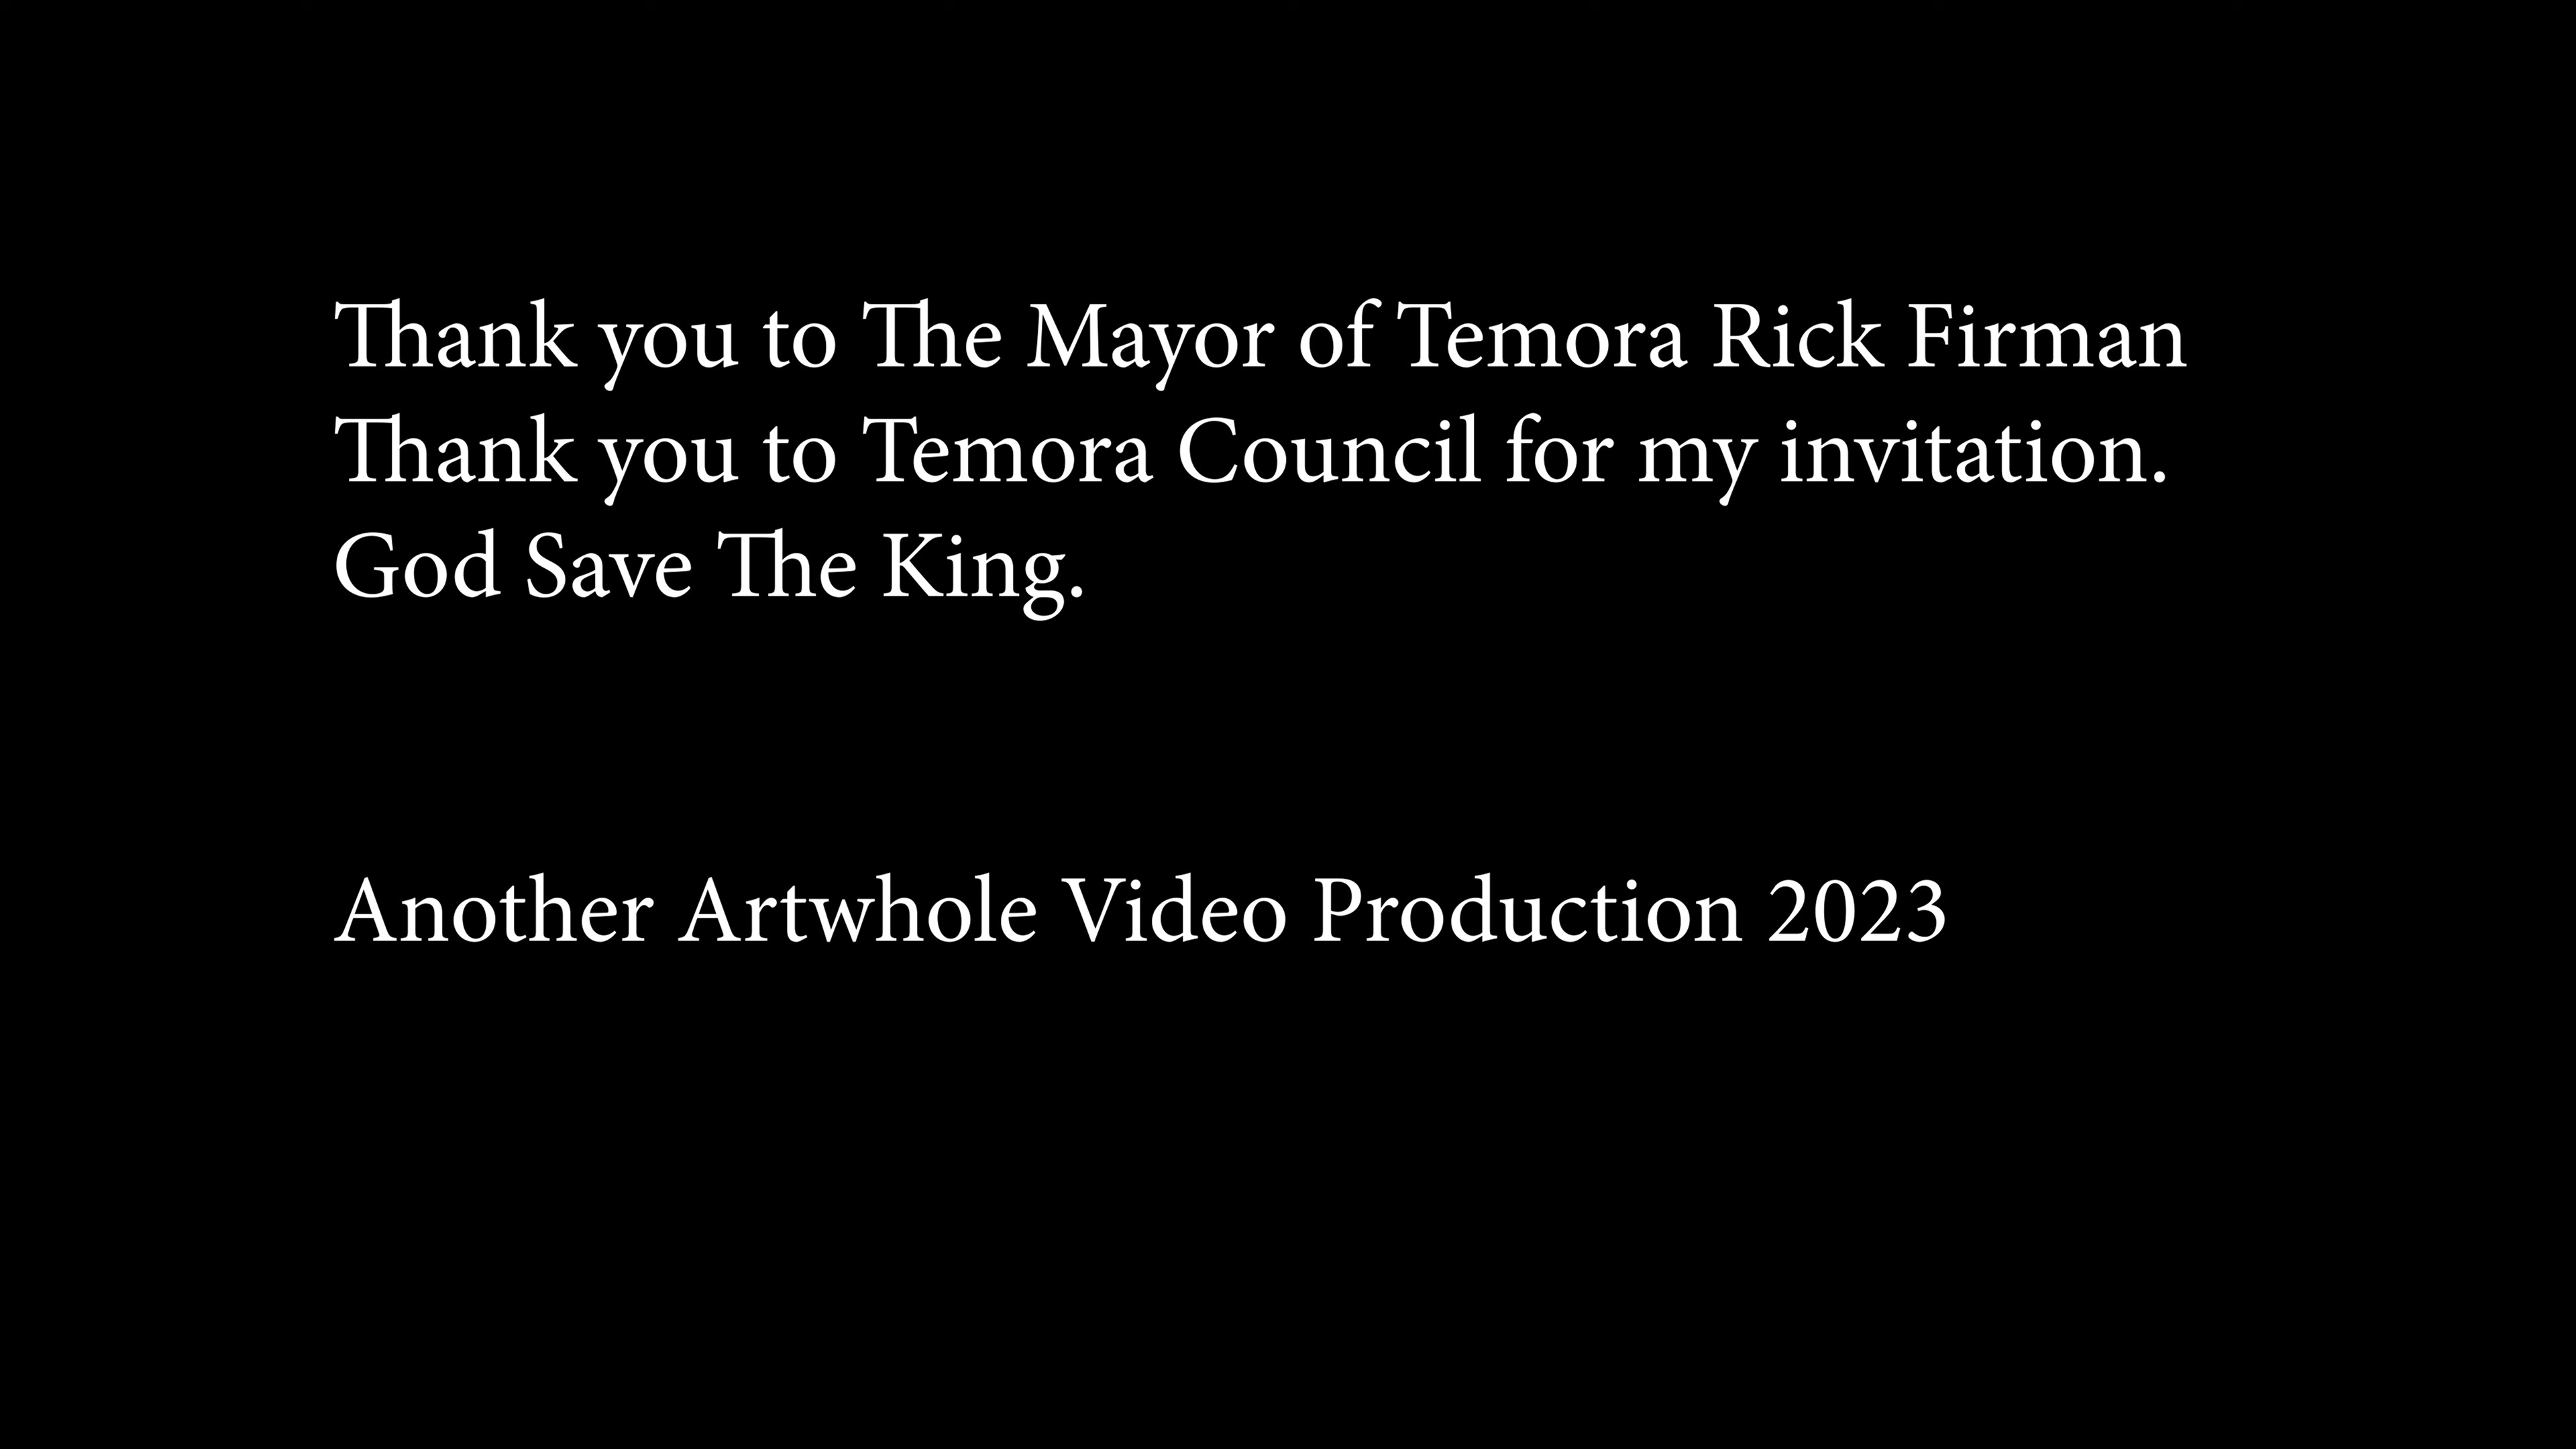 Thank you to The Mayor of Temora Rick Firman
Thank you to Temora Council for my invitation.
God Save The King.
Another Artwhole Video Production 2023